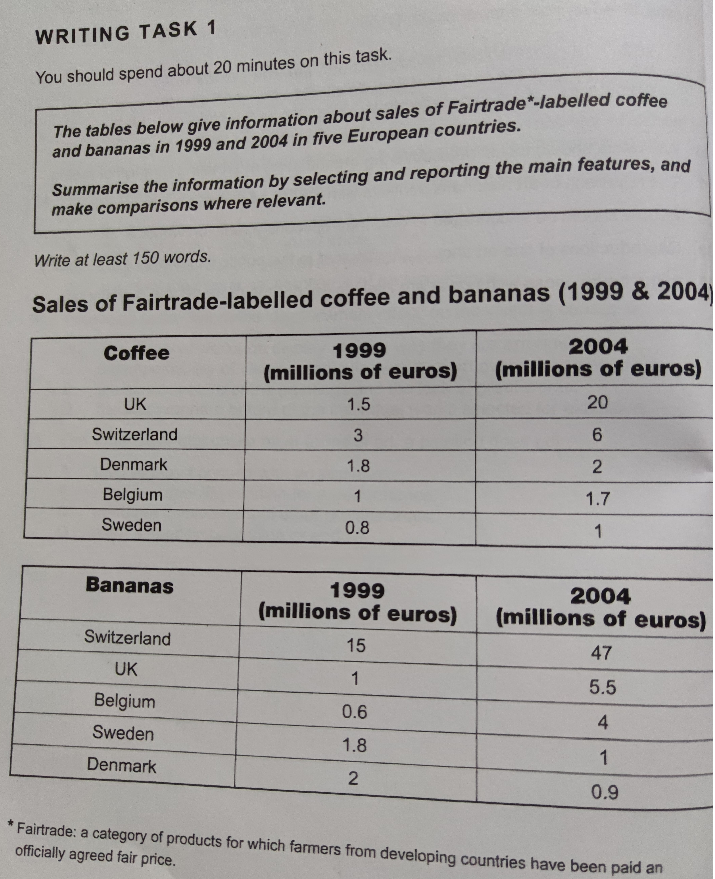 WRITING TASK 1
You should spend about 20 minutes on this task.
The tables below give information about sales of Fairtrade*-labelled coffee
and bananas in 1999 and 2004 in five European countries.
Summarise the information by selecting and reporting the main features, and
make comparisons where relevant.
Write at least 150 words.
Sales of Fairtrade-labelled coffee and bananas (1999 & 2004)
Coffee 1999 2004
(millions of euros) (millions of euros)
UK 1.5 20
Switzerland 3 6
Denmark 1.8 2
Belgium 1 1.7
Sweden 0.8 1
Bananas 1999 2004
(millions of euros) (millions of euros)
Switzerland 15 47
UK 1 5.5
Belgium 0.6 4
Sweden 1.8 1
Denmark 2 0.9
* Fairtrade: a category of products for which farmers from developing countries have been paid an
officially agreed fair price.